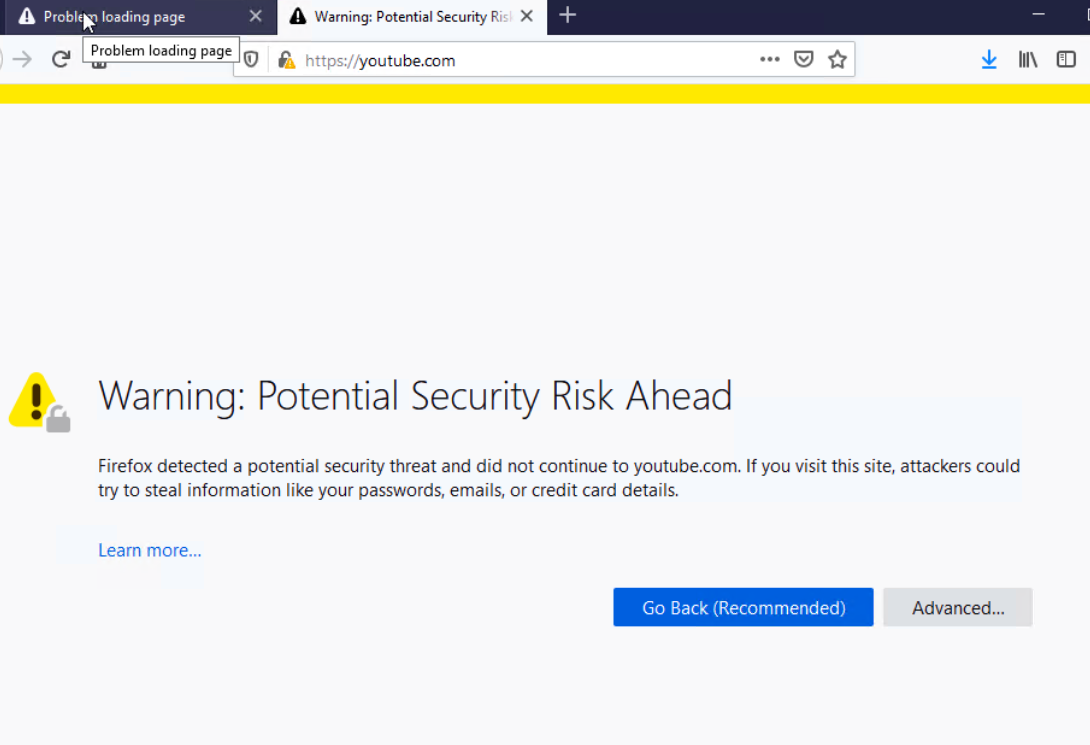 Problem loading page
Warning: Potential Security Ris
Problem loading page
https://youtube.com
Warning: Potential Security Risk Ahead
Firefox detected a potential security threat and did not continue to youtube.com. If you visit this site, attackers could
try to steal information like your passwords, emails, or credit card details.
Learn more...
Go Back (Recommended)
Advanced...